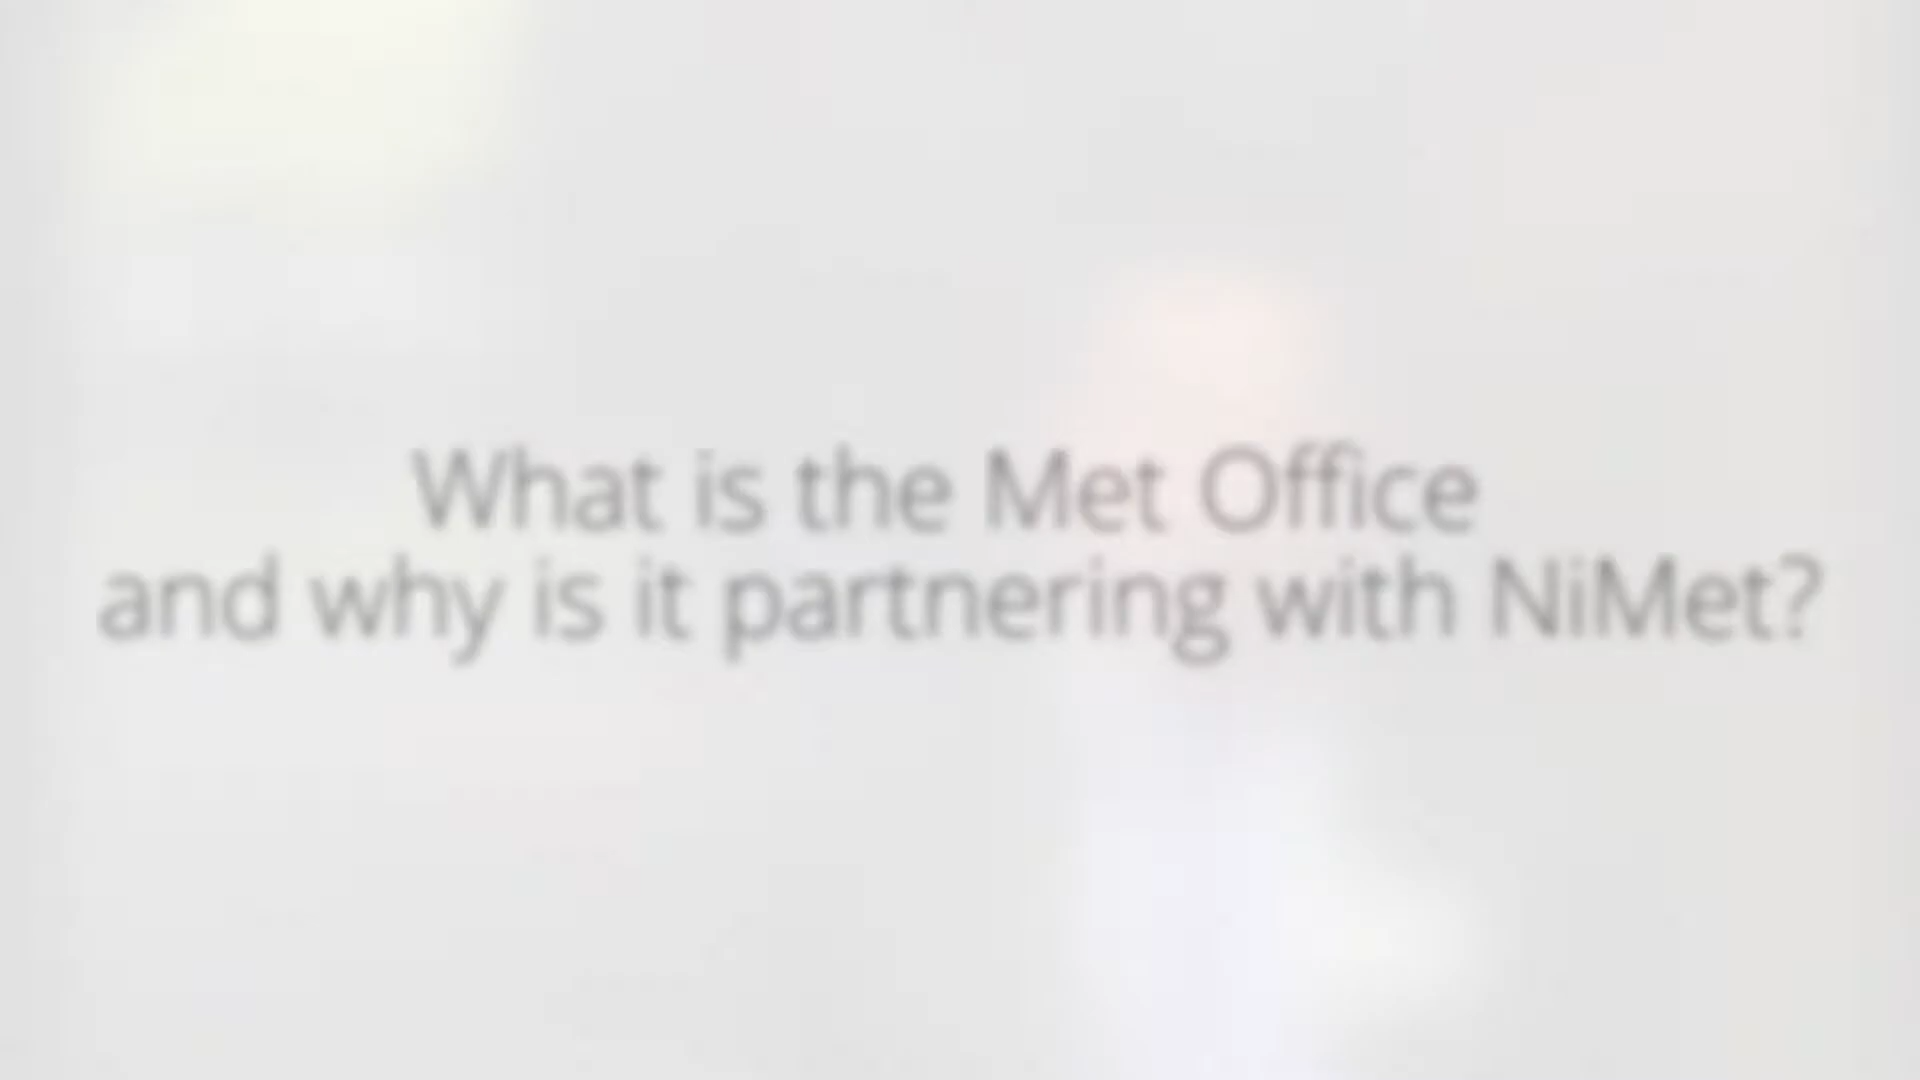 What is the Met Office
and why is it partnering with NiMet?